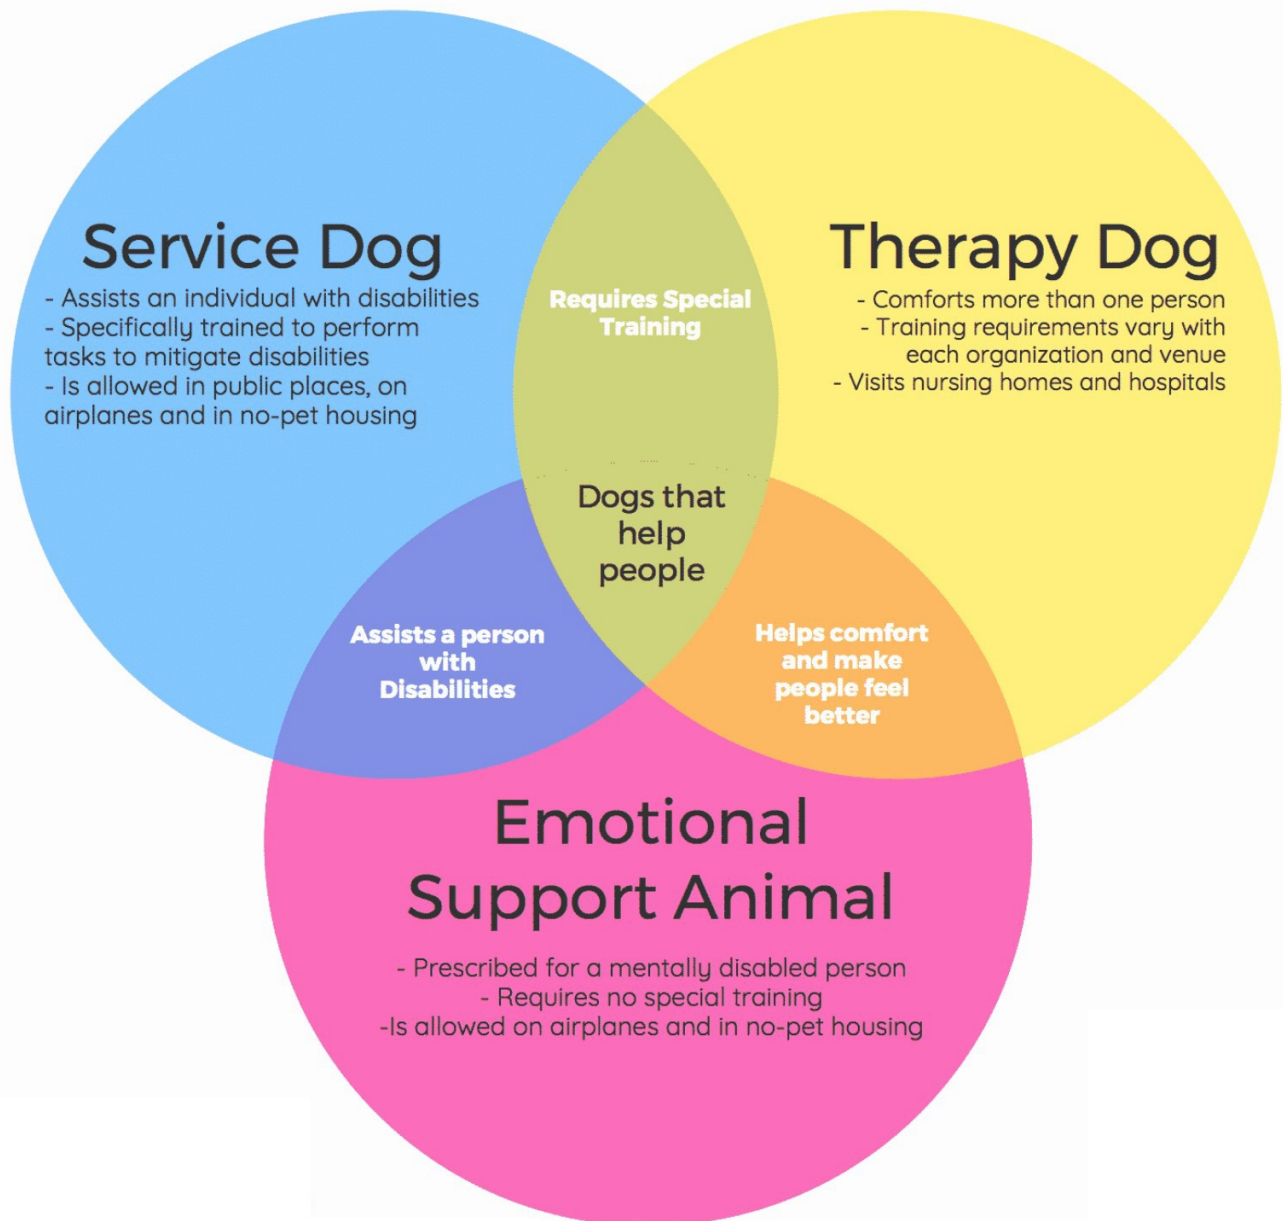 Service Dog
- Assists an individual with disabilities
- Specifically trained to perform
tasks to mitigate disabilities
- Is allowed in public places, on
airplanes and in no-pet housing
Requires Special
Training
Therapy Dog
- Comforts more than one person
- Training requirements vary with
each organization and venue
- Visits nursing homes and hospitals
Dogs that
help
people
Assists a person
with
Disabilities
Helps comfort
and make
people feel
better
Emotional
Support Animal
- Prescribed for a mentally disabled person
- Requires no special training
-Is allowed on airplanes and in no-pet housing